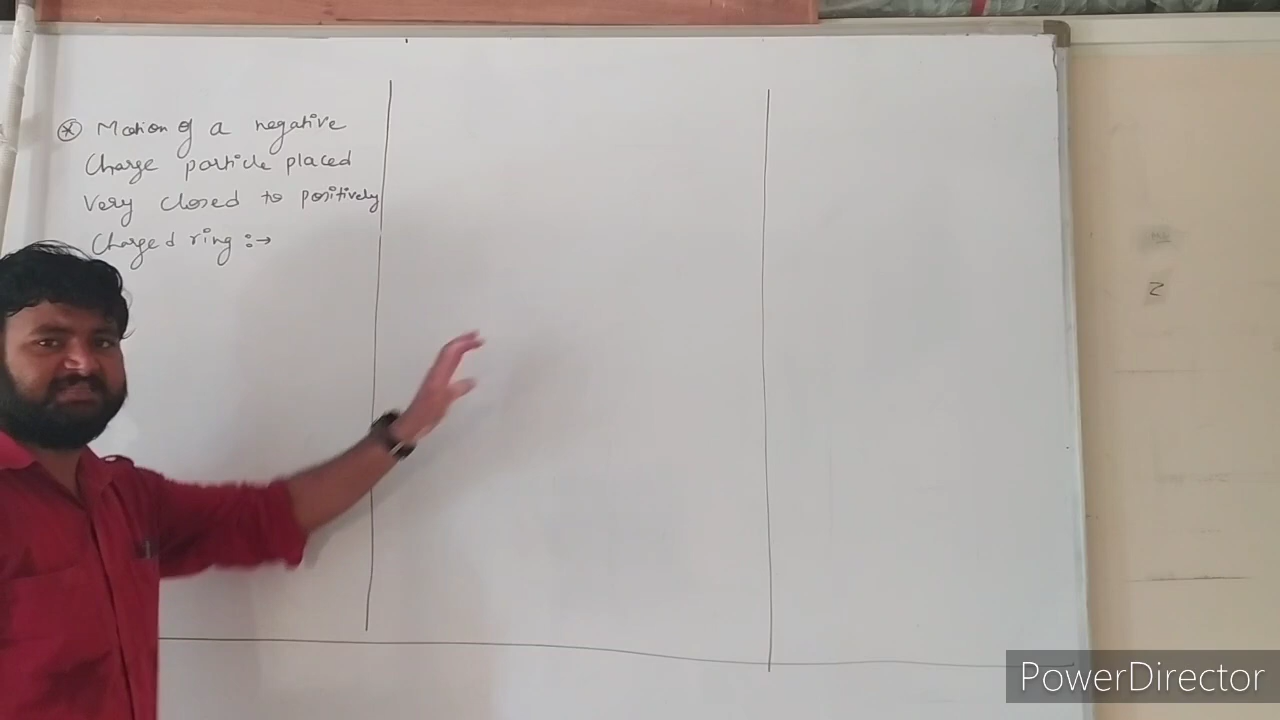 * Motion of a negative
Charge particle placed
Very closed to positively
Charged ring :→
PowerDirector